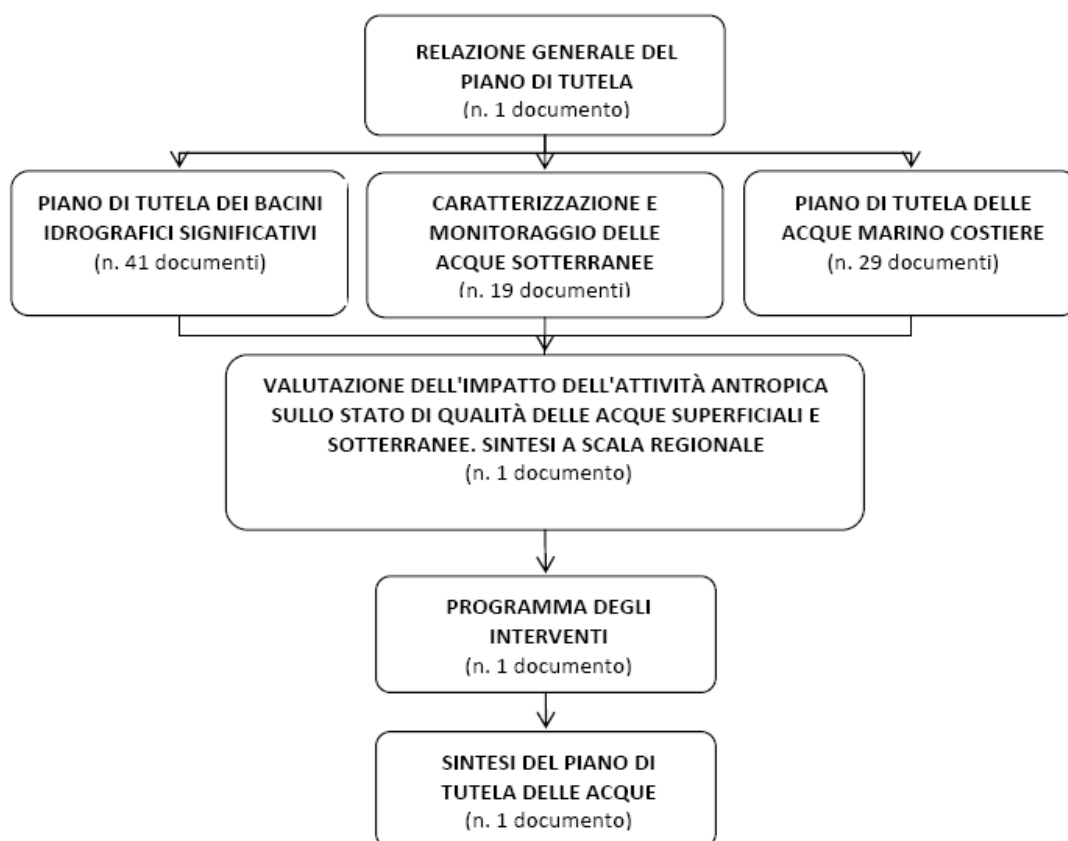 RELAZIONE GENERALE DEL
PIANO DI TUTELA
(n. 1 documento)
PIANO DI TUTELA DEI BACINI
IDROGRAFICI SIGNIFICATIVI
(n. 41 documenti)
CARATTERIZZAZIONE E
MONITORAGGIO DELLE
ACQUE SOTTERRANEE
(n. 19 documenti)
PIANO DI TUTELA DELLE
ACQUE MARINO COSTIERE
(n. 29 documenti)
VALUTAZIONE DELL'IMPATTO DELL'ATTIVITÀ ANTROPICA
SULLO STATO DI QUALITÀ DELLE ACQUE SUPERFICIALI E
SOTTERRANEE. SINTESI A SCALA REGIONALE
(n. 1 documento)
PROGRAMMA DEGLI
INTERVENTI
(n. 1 documento)
SINTESI DEL PIANO DI
TUTELA DELLE ACQUE
(n. 1 documento)